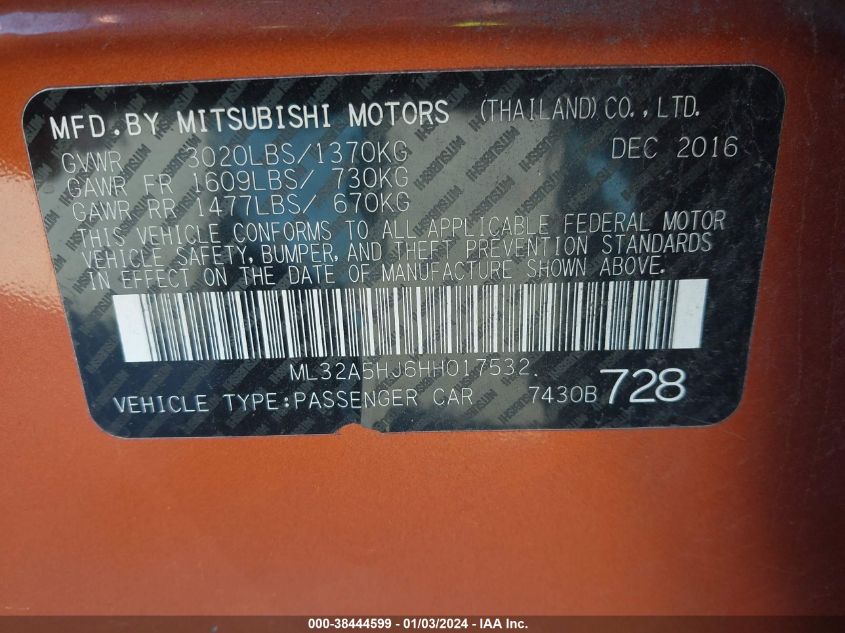 MFD.BY MITSUBISHI MOTORS (THAILAND)CO.,LTD.
GVWR 3020LBS/1370KG DEC 2016
GAWR FR 1609LBS/ 730KG
GAWR RR 1477LBS/ 670KG
THIS VEHICLE CONFORMS TO ALL APPLICABLE FEDERAL MOTOR
VEHICLE SAFETY, BUMPER, AND THEFT PREVENTION STANDARDS
IN EFFECT ON THE DATE OF MANUFACTURE SHOWN ABOVE.
ML32A5HJ6HH017532.
VEHICLE TYPE:PASSENGER CAR 7430B 728
000-38444599 - 01/03/2024 - IAA Inc.